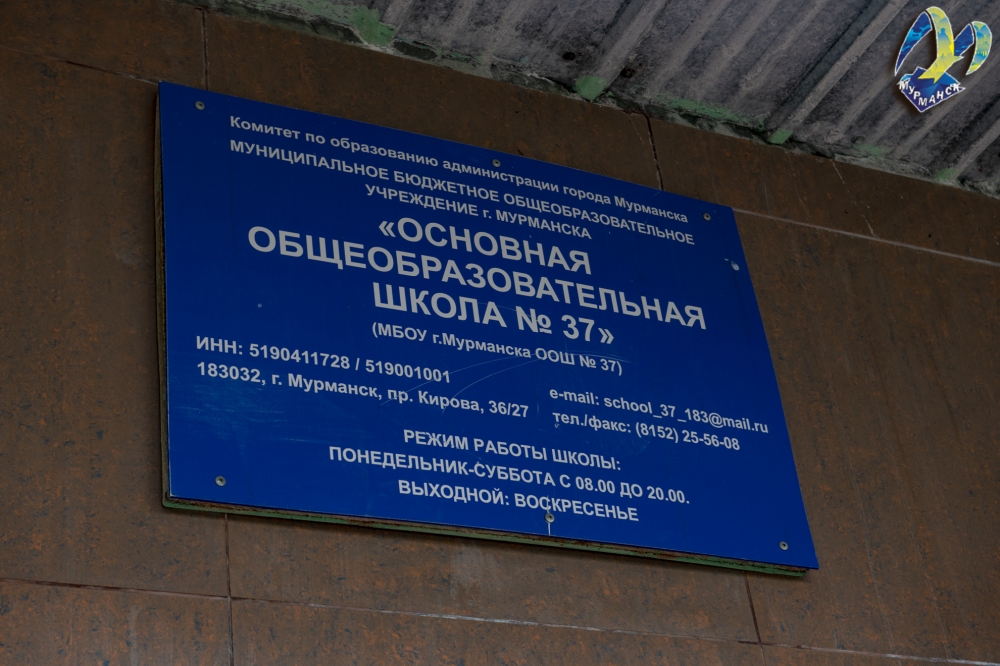 МУРМАНСК
Комитет по образованию администрации города Мурманска
МУНИЦИПАЛЬНОЕ БЮДЖЕТНОЕ ОБЩЕОБРАЗОВАТЕЛЬНОЕ
УЧРЕЖДЕНИЕ г. МУРМАНСКА
«ОСНОВНАЯ
ОБЩЕОБРАЗОВАТЕЛЬНАЯ
ШКОЛА № 37»
(МБОУ г.Мурманска ООШ № 37)
ИНН: 5190411728 / 519001001
183032, г. Мурманск, пр. Кирова, 36/27
e-mail: school_37_183@mail.ru
тел./факс: (8152) 25-56-08
РЕЖИМ РАБОТЫ ШКОЛЫ:
ПОНЕДЕЛЬНИК-СУББОТА С 08.00 ДО 20.00.
ВЫХОДНОЙ: ВОСКРЕСЕНЬЕ